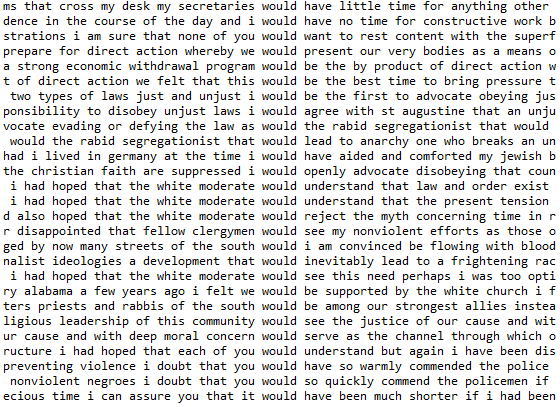 ms that cross my desk my secretaries would have little time for anything other
dence in the course of the day and i would have no time for constructive work b
strations i am sure that none of you would want to rest content with the superf
prepare for direct action whereby we would present our very bodies as a means o
a strong economic withdrawal program would be the by product of direct action w
t of direct action we felt that this would be the best time to bring pressure t
two types of laws just and unjust i would be the first to advocate obeying jus
ponsibility to disobey unjust laws i would agree with st augustine that an unju
vocate evading or defying the law as would the rabid segregationist that would
would the rabid segregationist that would lead to anarchy one who breaks an un
had i lived in germany at the time i would have aided and comforted my jewish b
the christian faith are suppressed i would openly advocate disobeying that coun
i had hoped that the white moderate would understand that law and order exist
i had hoped that the white moderate would understand that the present tension
d also hoped that the white moderate would reject the myth concerning time in r
r disappointed that fellow clergymen would see my nonviolent efforts as those o
ged by now many streets of the south would i am convinced be flowing with blood
nalist ideologies a development that would inevitably lead to a frightening rac
i had hoped that the white moderate would see this need perhaps i was too opti
ry alabama a few years ago i felt we would be supported by the white church i f
ters priests and rabbis of the south would be among our strongest allies instea
ligious leadership of this community would see the justice of our cause and wit
ur cause and with deep moral concern would serve as the channel through which o
ructure i had hoped that each of you would understand but again i have been dis
preventing violence i doubt that you would have so warmly commended the police
nonviolent negroes i doubt that you would so quickly commend the policemen if
ecious time i can assure you that it would have been much shorter if i had been